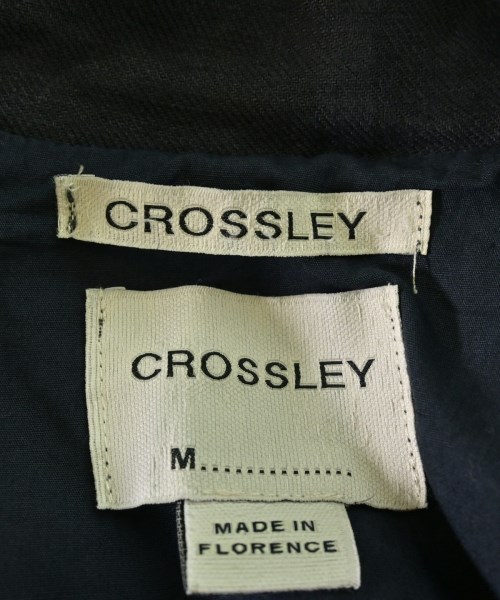 CROSSLEY
CROSSLEY
M..............
MADE IN
FLORENCE